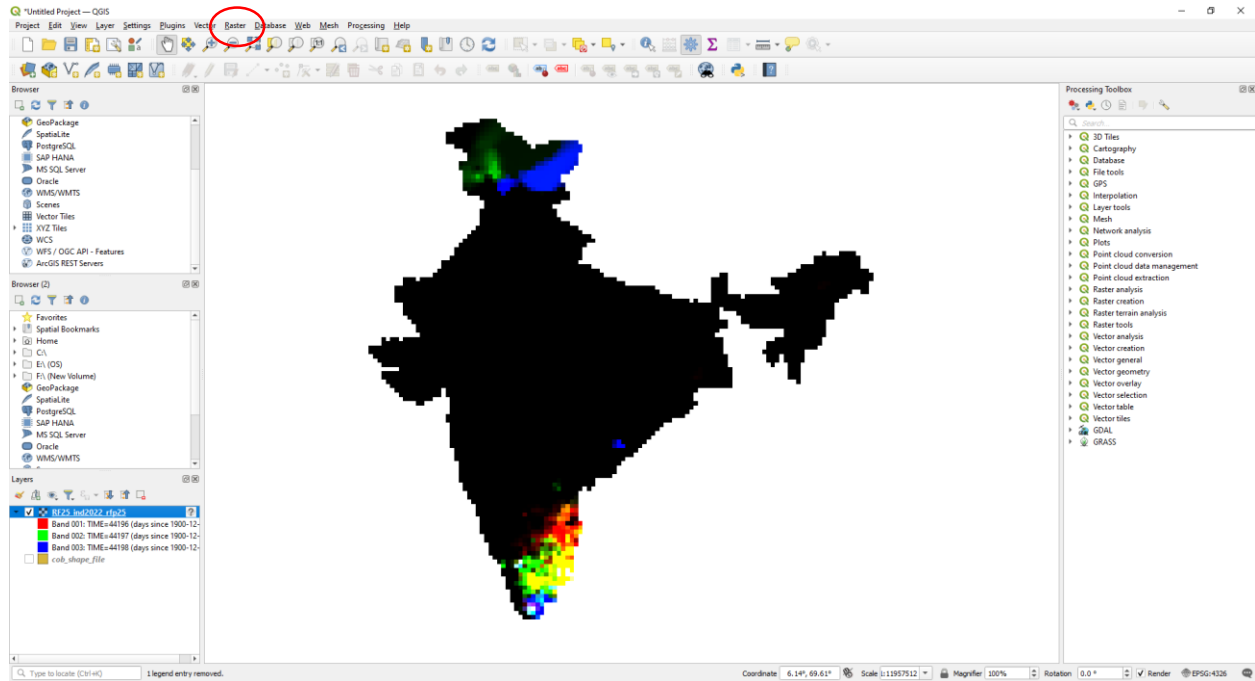 *Untitled Project — QGIS
Project Edit View Layer Settings Plugins Vector Raster Database Web Mesh Processing Help
Browser
GeoPackage
SpatiaLite
PostgreSQL
SAP HANA
MS SQL Server
Oracle
WMS/WMTS
Scenes
Vector Tiles
XYZ Tiles
WCS
WFS / OGC API - Features
ArcGIS REST Servers
Browser (2)
Favorites
Spatial Bookmarks
Home
C:\
E:\ (OS)
F:\ (New Volume)
GeoPackage
SpatiaLite
PostgreSQL
SAP HANA
MS SQL Server
Oracle
WMS/WMTS
Layers
RF25_ind2022_rfp25
Band 001: TIME=44196 (days since 1900-12-
Band 002: TIME=44197 (days since 1900-12-
Band 003: TIME=44198 (days since 1900-12-
cob_shape_file
Processing Toolbox
Search...
3D Tiles
Cartography
Database
File tools
GPS
Interpolation
Layer tools
Mesh
Network analysis
Plots
Point cloud conversion
Point cloud data management
Point cloud extraction
Raster analysis
Raster creation
Raster terrain analysis
Raster tools
Vector analysis
Vector creation
Vector general
Vector geometry
Vector overlay
Vector selection
Vector table
Vector tiles
GDAL
GRASS
Type to locate (Ctrl+K) 1 legend entry removed. Coordinate 6.14°, 69.61° Scale 1:11957512 Magnifier 100% Rotation 0.0 ° Render EPSG:4326